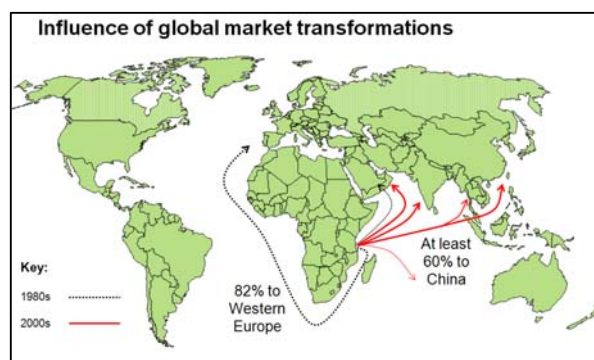 Influence of global market transformations
At least
60% to
China
82% to
Western
Europe
Key:
1980s
2000s